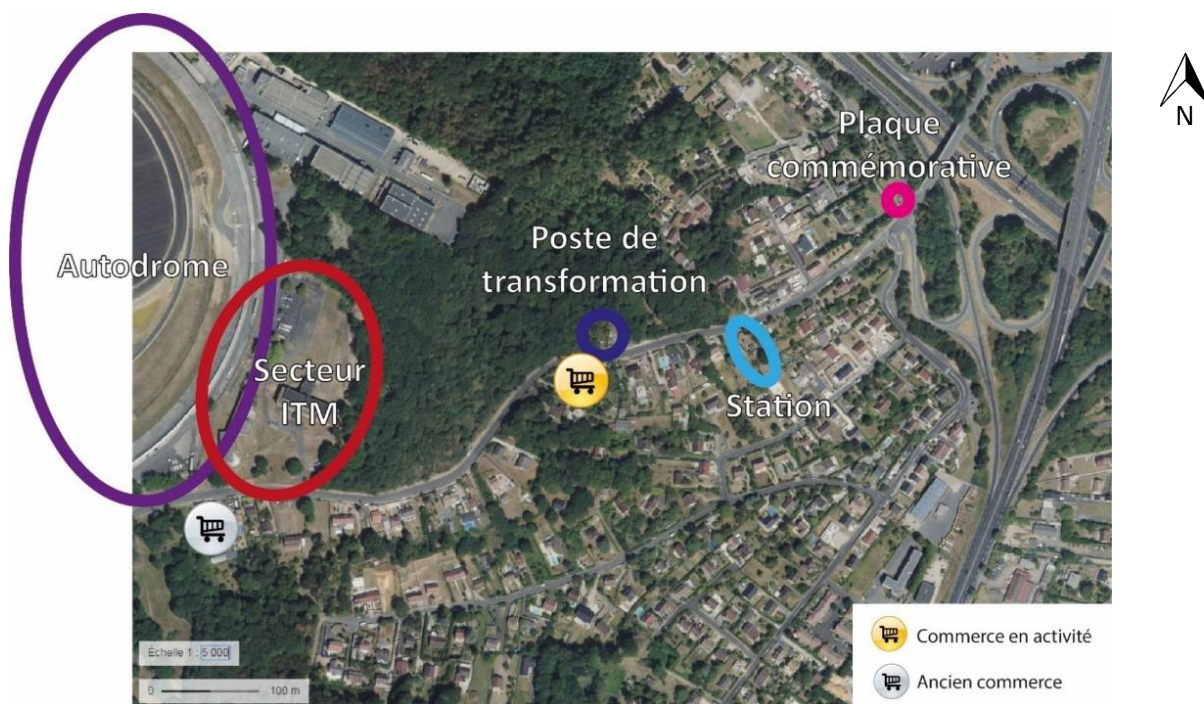 N
Plaque
commémorative
Poste de
transformation
Autodrome
Secteur
ITM
Station
Échelle 1 : 5 000
0 100 m
Commerce en activité
Ancien commerce